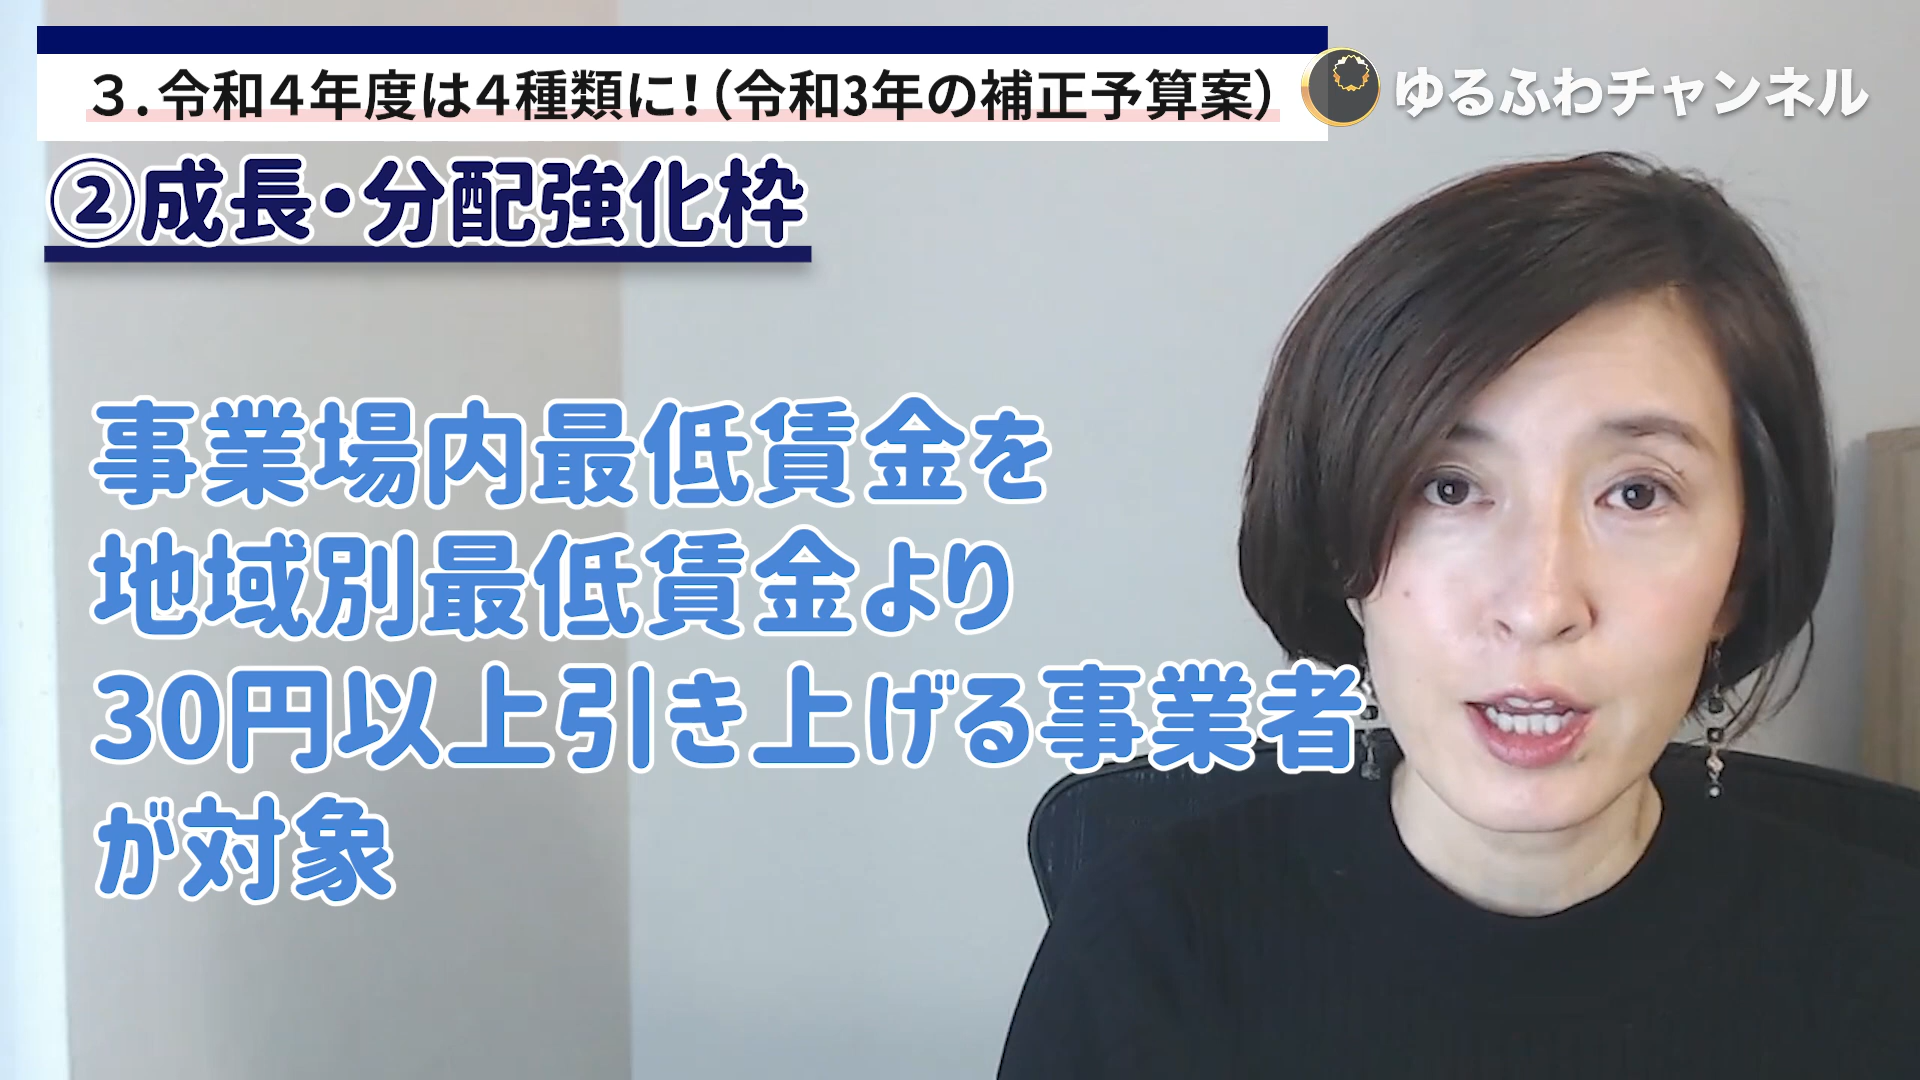 ３．令和４年度は４種類に！（令和3年の補正予算案）
ゆるふわチャンネル
②成長・分配強化枠
事業場内最低賃金を
地域別最低賃金より
30円以上引き上げる事業者
が対象